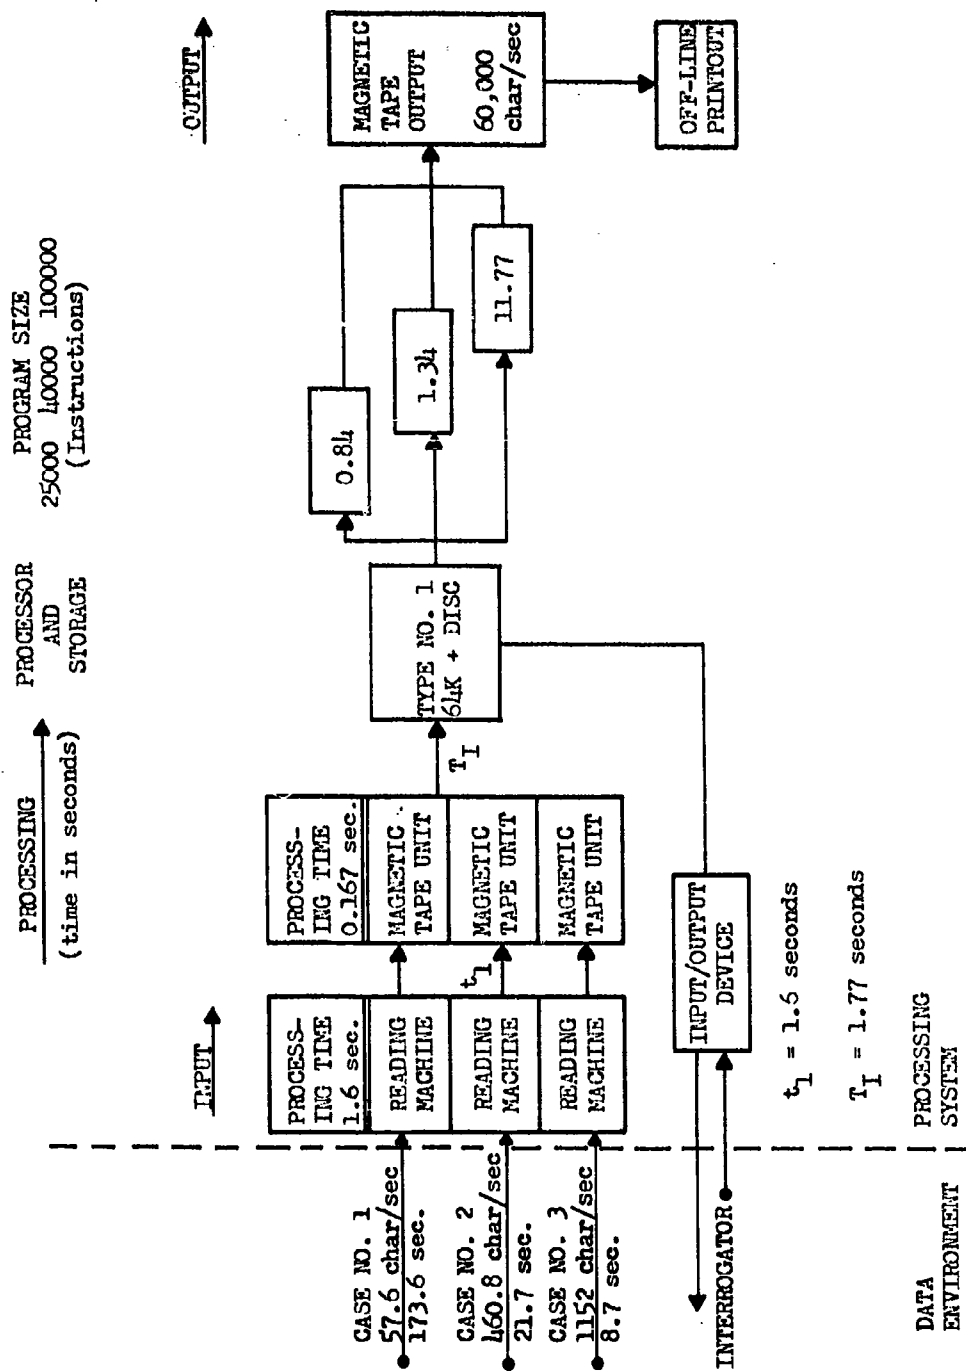 INPUT
PROCESSING
(time in seconds)
PROCESSOR
AND
STORAGE
PROGRAM SIZE
25000 40000 100000
(Instructions)
OUTPUT
CASE NO. 1
57.6 char/sec
173.6 sec.
CASE NO. 2
460.8 char/sec
21.7 sec.
CASE NO. 3
1152 char/sec
8.7 sec.
INTERROGATOR
DATA
ENVIRONMENT
PROCESS-
ING TIME
1.6 sec.
READING
MACHINE
READING
MACHINE
READING
MACHINE
t1
PROCESS-
ING TIME
0.167 sec.
MAGNETIC
TAPE UNIT
MAGNETIC
TAPE UNIT
MAGNETIC
TAPE UNIT
TI
INPUT/OUTPUT
DEVICE
t1 = 1.6 seconds
TI = 1.77 seconds
PROCESSING
SYSTEM
TYPE NO. 1
64K + DISC
0.84
1.34
11.77
MAGNETIC
TAPE
OUTPUT
60,000
char/sec
OFF-LINE
PRINTOUT